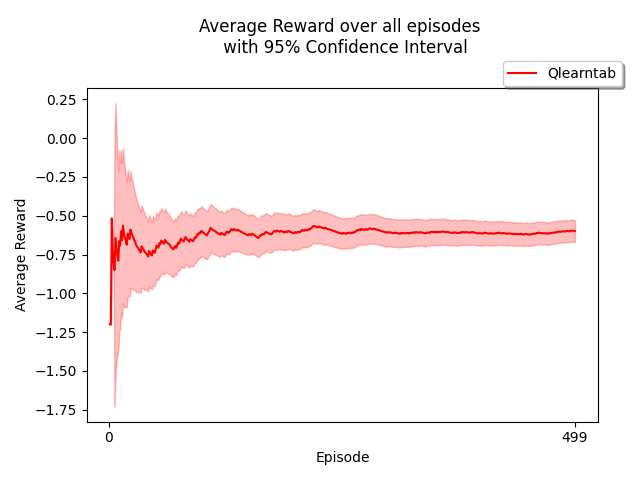 Average Reward over all episodes
with 95% Confidence Interval
Qlearntab
0.25
0.00
−0.25
−0.50
−0.75
−1.00
−1.25
−1.50
−1.75
Average Reward
0
499
Episode